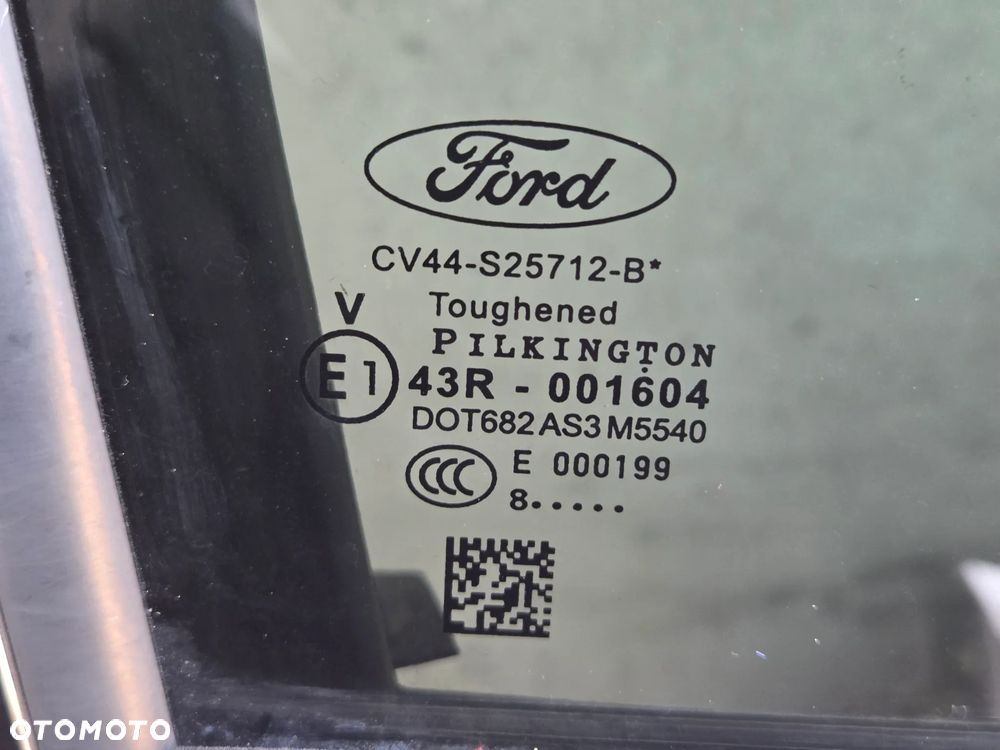 Ford
CV44-S25712-B*
V
Toughened
PILKINGTON
E1
43R - 001604
DOT682 AS3 M5540
CCC
E 000199
8.....
OTOMOTO